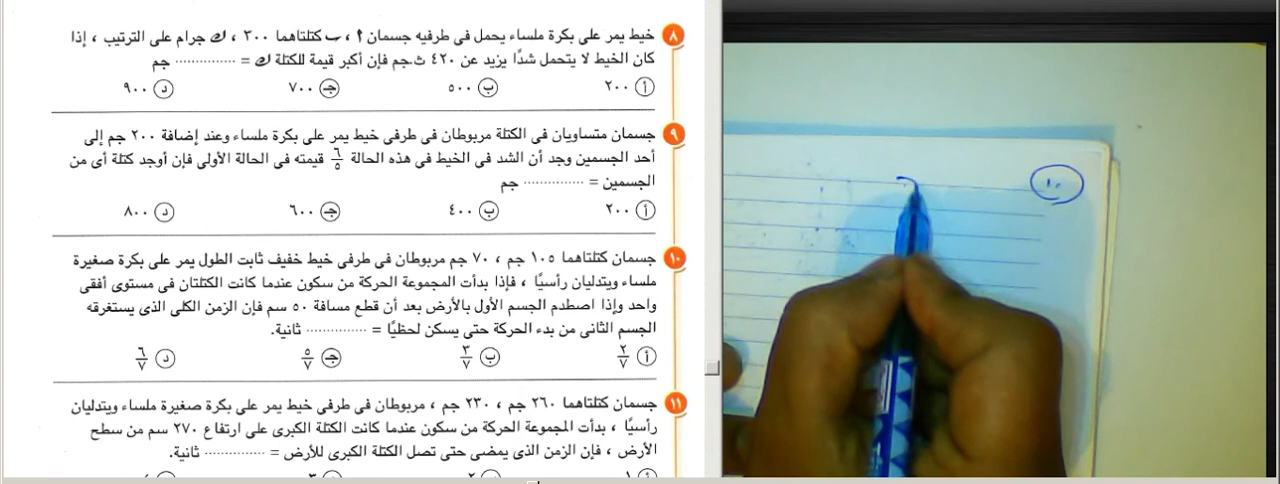 ٨ خيط يمر على بكرة ملساء يحمل فى طرفيه جسمان ٢ ، ب كتلتاهما ٣٠٠ ، ك جرام على الترتيب ، إذا
كان الخيط لا يتحمل شدًا يزيد عن ٤٢٠ ث.جم فإن أكبر قيمة للكتلة ك = ............... جم
أ ٢٠٠ ب ٥٠٠ ج ٧٠٠ د ٩٠٠
٩ جسمان متساويان فى الكتلة مربوطان فى طرفى خيط يمر على بكرة ملساء وعند إضافة ٢٠٠ جم إلى
أحد الجسمين وجد أن الشد فى الخيط فى هذه الحالة ٦/٥ قيمته فى الحالة الأولى فإن أوجد كتلة أى من
الجسمين = ............... جم
أ ٢٠٠ ب ٤٠٠ ج ٦٠٠ د ٨٠٠
١٠ جسمان كتلتاهما ١٠٥ جم ، ٧٠ جم مربوطان فى طرفى خيط خفيف ثابت الطول يمر على بكرة صغيرة
ملساء ويتدليان رأسيًا ، فإذا بدأت المجموعة الحركة من سكون عندما كانت الكتلتان فى مستوى أفقى
واحد وإذا اصطدم الجسم الأول بالأرض بعد أن قطع مسافة ٥٠ سم فإن الزمن الكلى الذى يستغرقه
الجسم الثانى من بدء الحركة حتى يسكن لحظيًا = ............... ثانية.
أ ٢/٧ ب ٣/٧ ج ٥/٧ د ٦/٧
١١ جسمان كتلتاهما ٢٦٠ جم ، ٢٣٠ جم ، مربوطان فى طرفى خيط يمر على بكرة صغيرة ملساء ويتدليان
رأسيًا ، بدأت المجموعة الحركة من سكون عندما كانت الكتلة الكبرى على ارتفاع ٢٧٠ سم من سطح
الأرض ، فإن الزمن الذى يمضى حتى تصل الكتلة الكبرى للأرض = ............... ثانية.
١٠